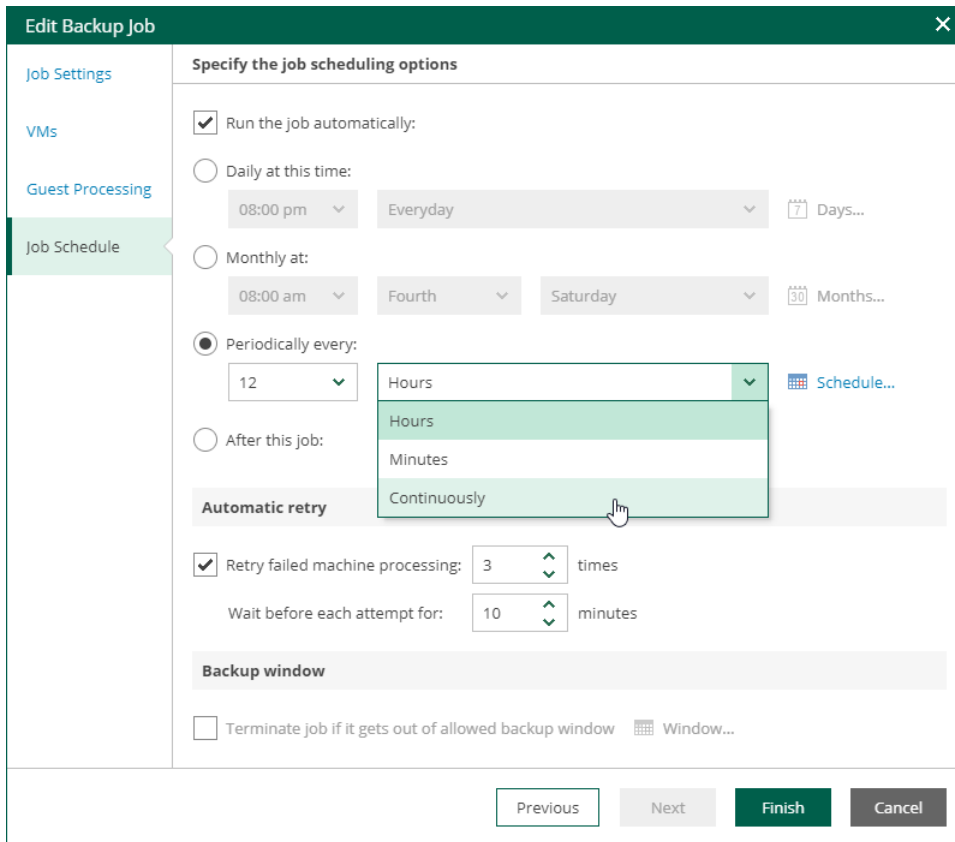 Edit Backup Job
Job Settings
VMs
Guest Processing
Job Schedule
Specify the job scheduling options
Run the job automatically:
Daily at this time:
08:00 pm Everyday 7 Days...
Monthly at:
08:00 am Fourth Saturday 30 Months...
Periodically every:
12 Hours Schedule...
Hours
Minutes
Continuously
After this job:
Automatic retry
Retry failed machine processing: 3 times
Wait before each attempt for: 10 minutes
Backup window
Terminate job if it gets out of allowed backup window Window...
Previous Next Finish Cancel